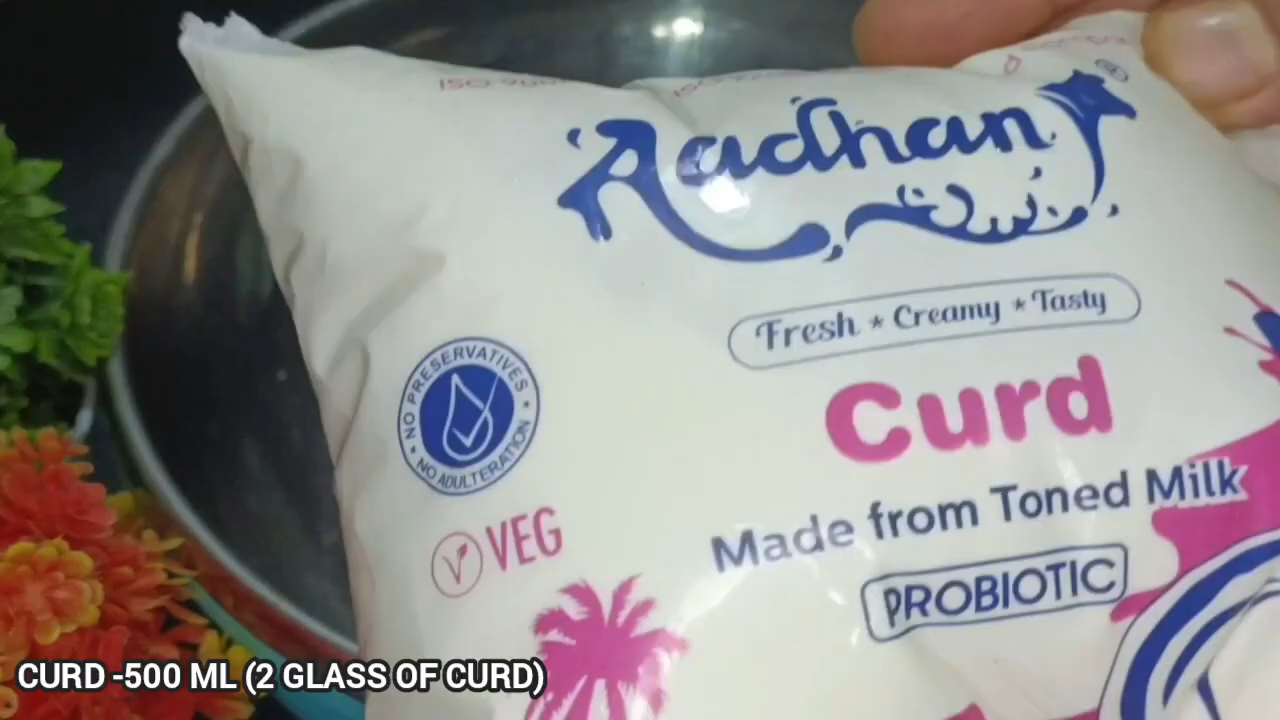 Aadhan
Fresh * Creamy * Tasty
Curd
Made from Toned Milk
PROBIOTIC
• NO PRESERVATIVES •
NO ADULTERATION
VEG
CURD -500 ML (2 GLASS OF CURD)